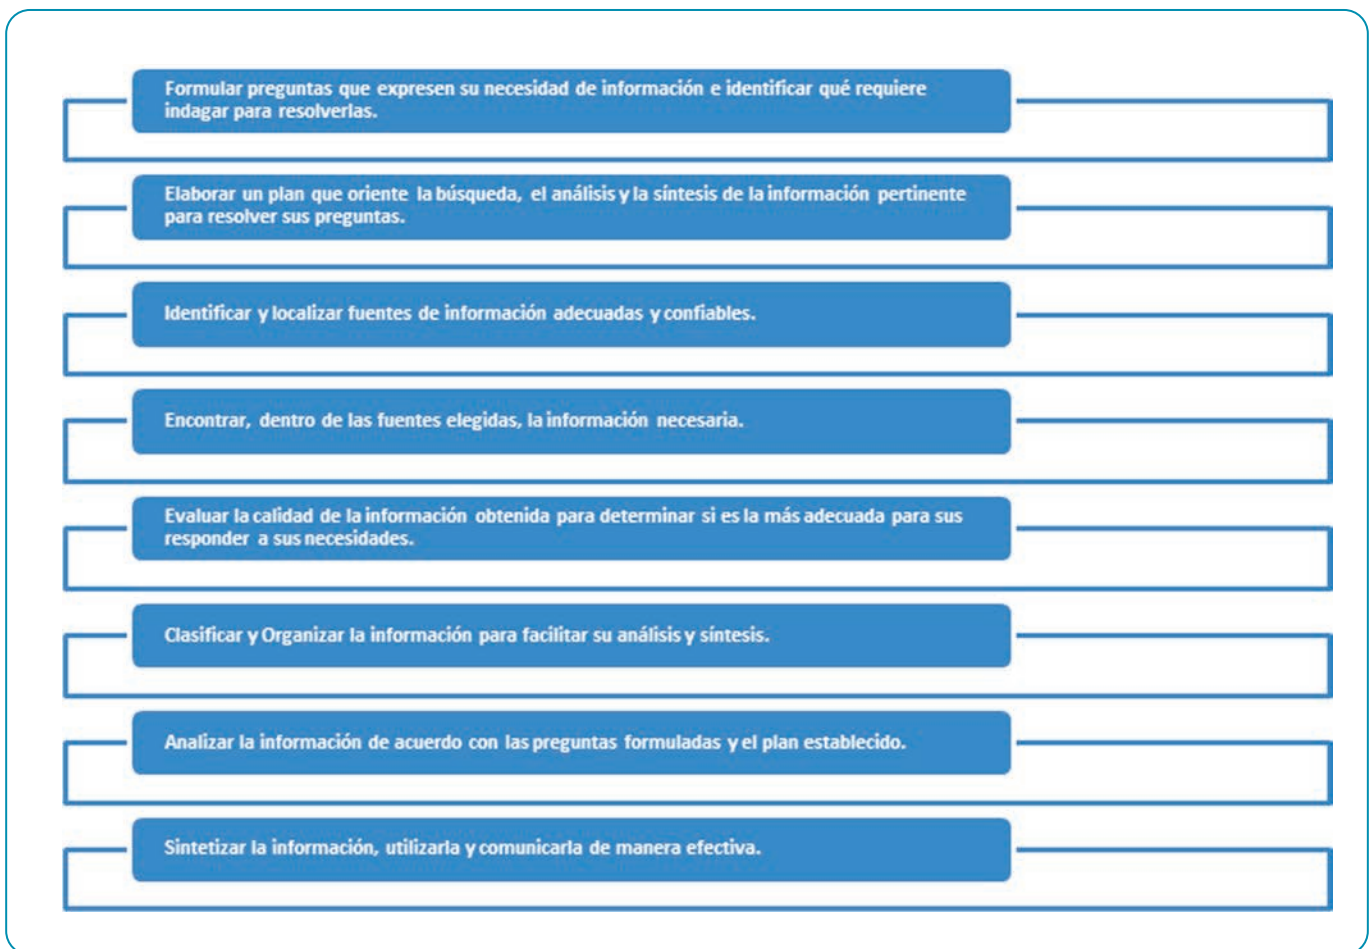 Formular preguntas que expresen su necesidad de información e identificar qué requiere
indagar para resolverlas.
Elaborar un plan que oriente la búsqueda, el análisis y la síntesis de la información pertinente
para resolver sus preguntas.
Identificar y localizar fuentes de información adecuadas y confiables.
Encontrar, dentro de las fuentes elegidas, la información necesaria.
Evaluar la calidad de la información obtenida para determinar si es la más adecuada para sus
responder a sus necesidades.
Clasificar y Organizar la información para facilitar su análisis y síntesis.
Analizar la información de acuerdo con las preguntas formuladas y el plan establecido.
Sintetizar la información, utilizarla y comunicarla de manera efectiva.